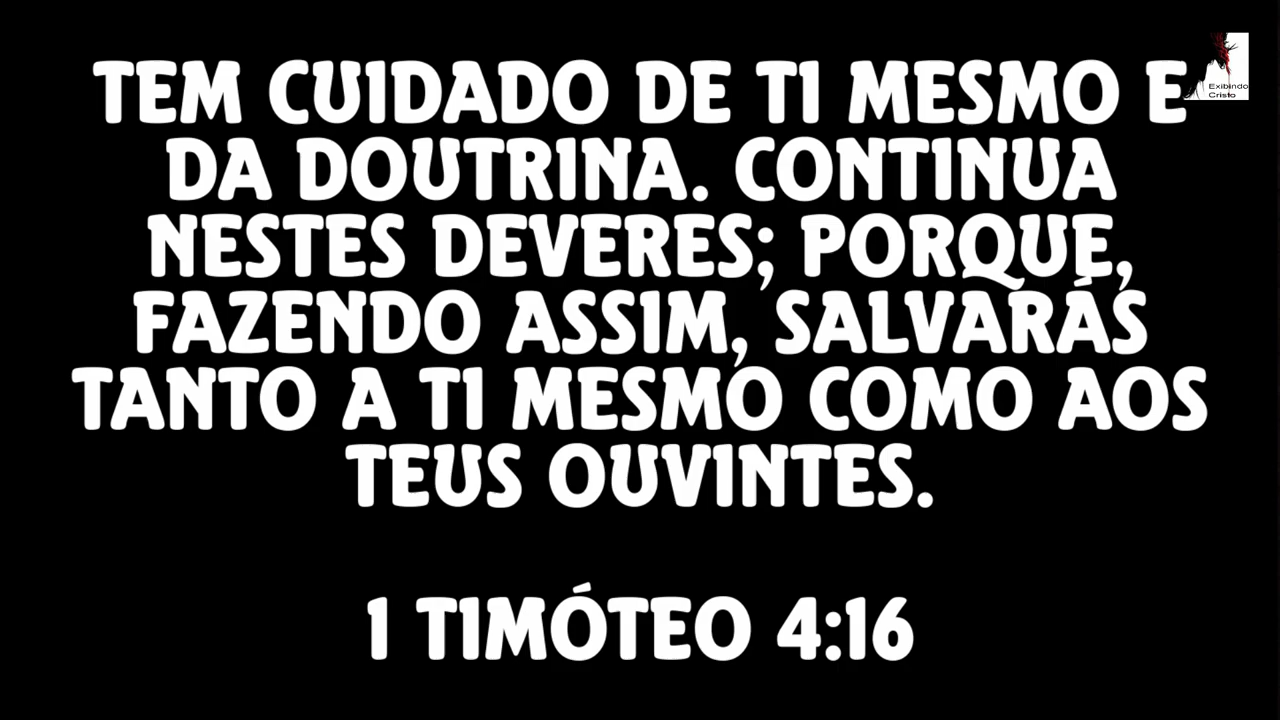 TEM CUIDADO DE TI MESMO E
DA DOUTRINA. CONTINUA
NESTES DEVERES; PORQUE,
FAZENDO ASSIM, SALVARÁS
TANTO A TI MESMO COMO AOS
TEUS OUVINTES.
1 TIMÓTEO 4:16
Exibindo
Cristo